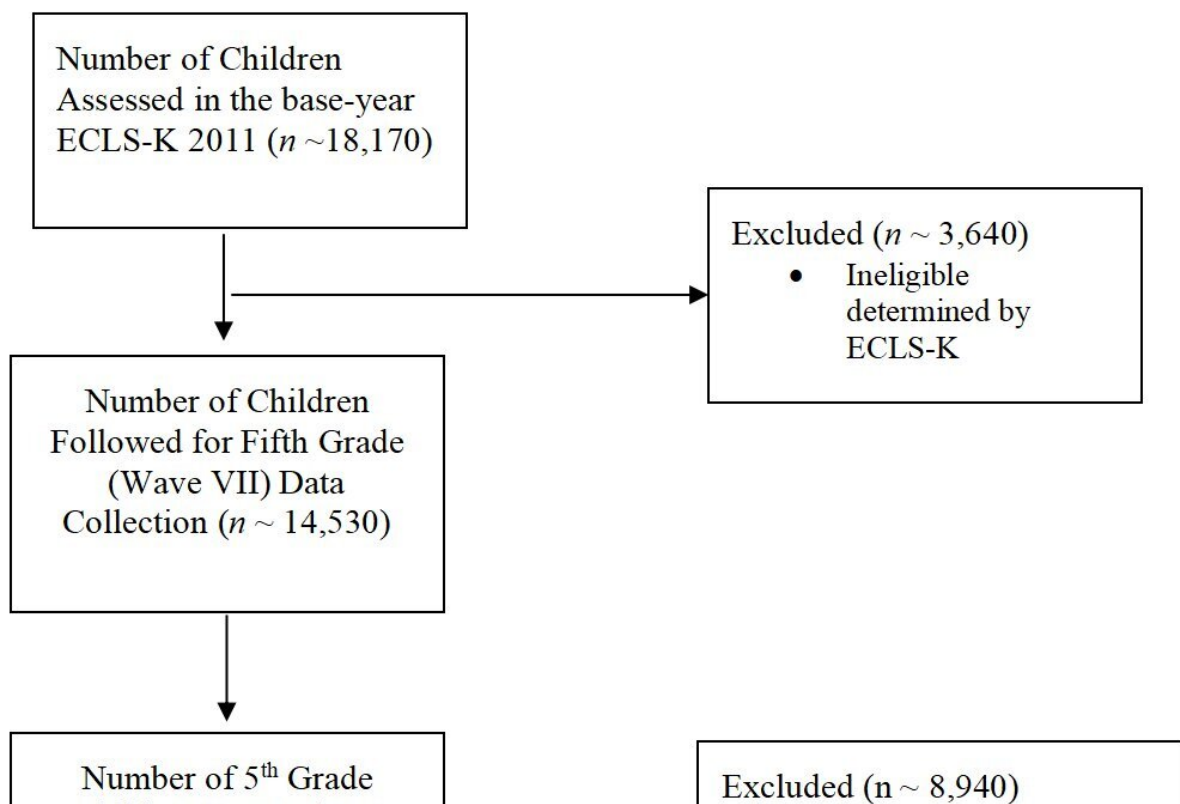 Number of Children
Assessed in the base-year
ECLS-K 2011 (n ~18,170)
Excluded (n ~ 3,640)
• Ineligible
determined by
ECLS-K
Number of Children
Followed for Fifth Grade
(Wave VII) Data
Collection (n ~ 14,530)
Number of 5th Grade
Excluded (n ~ 8,940)